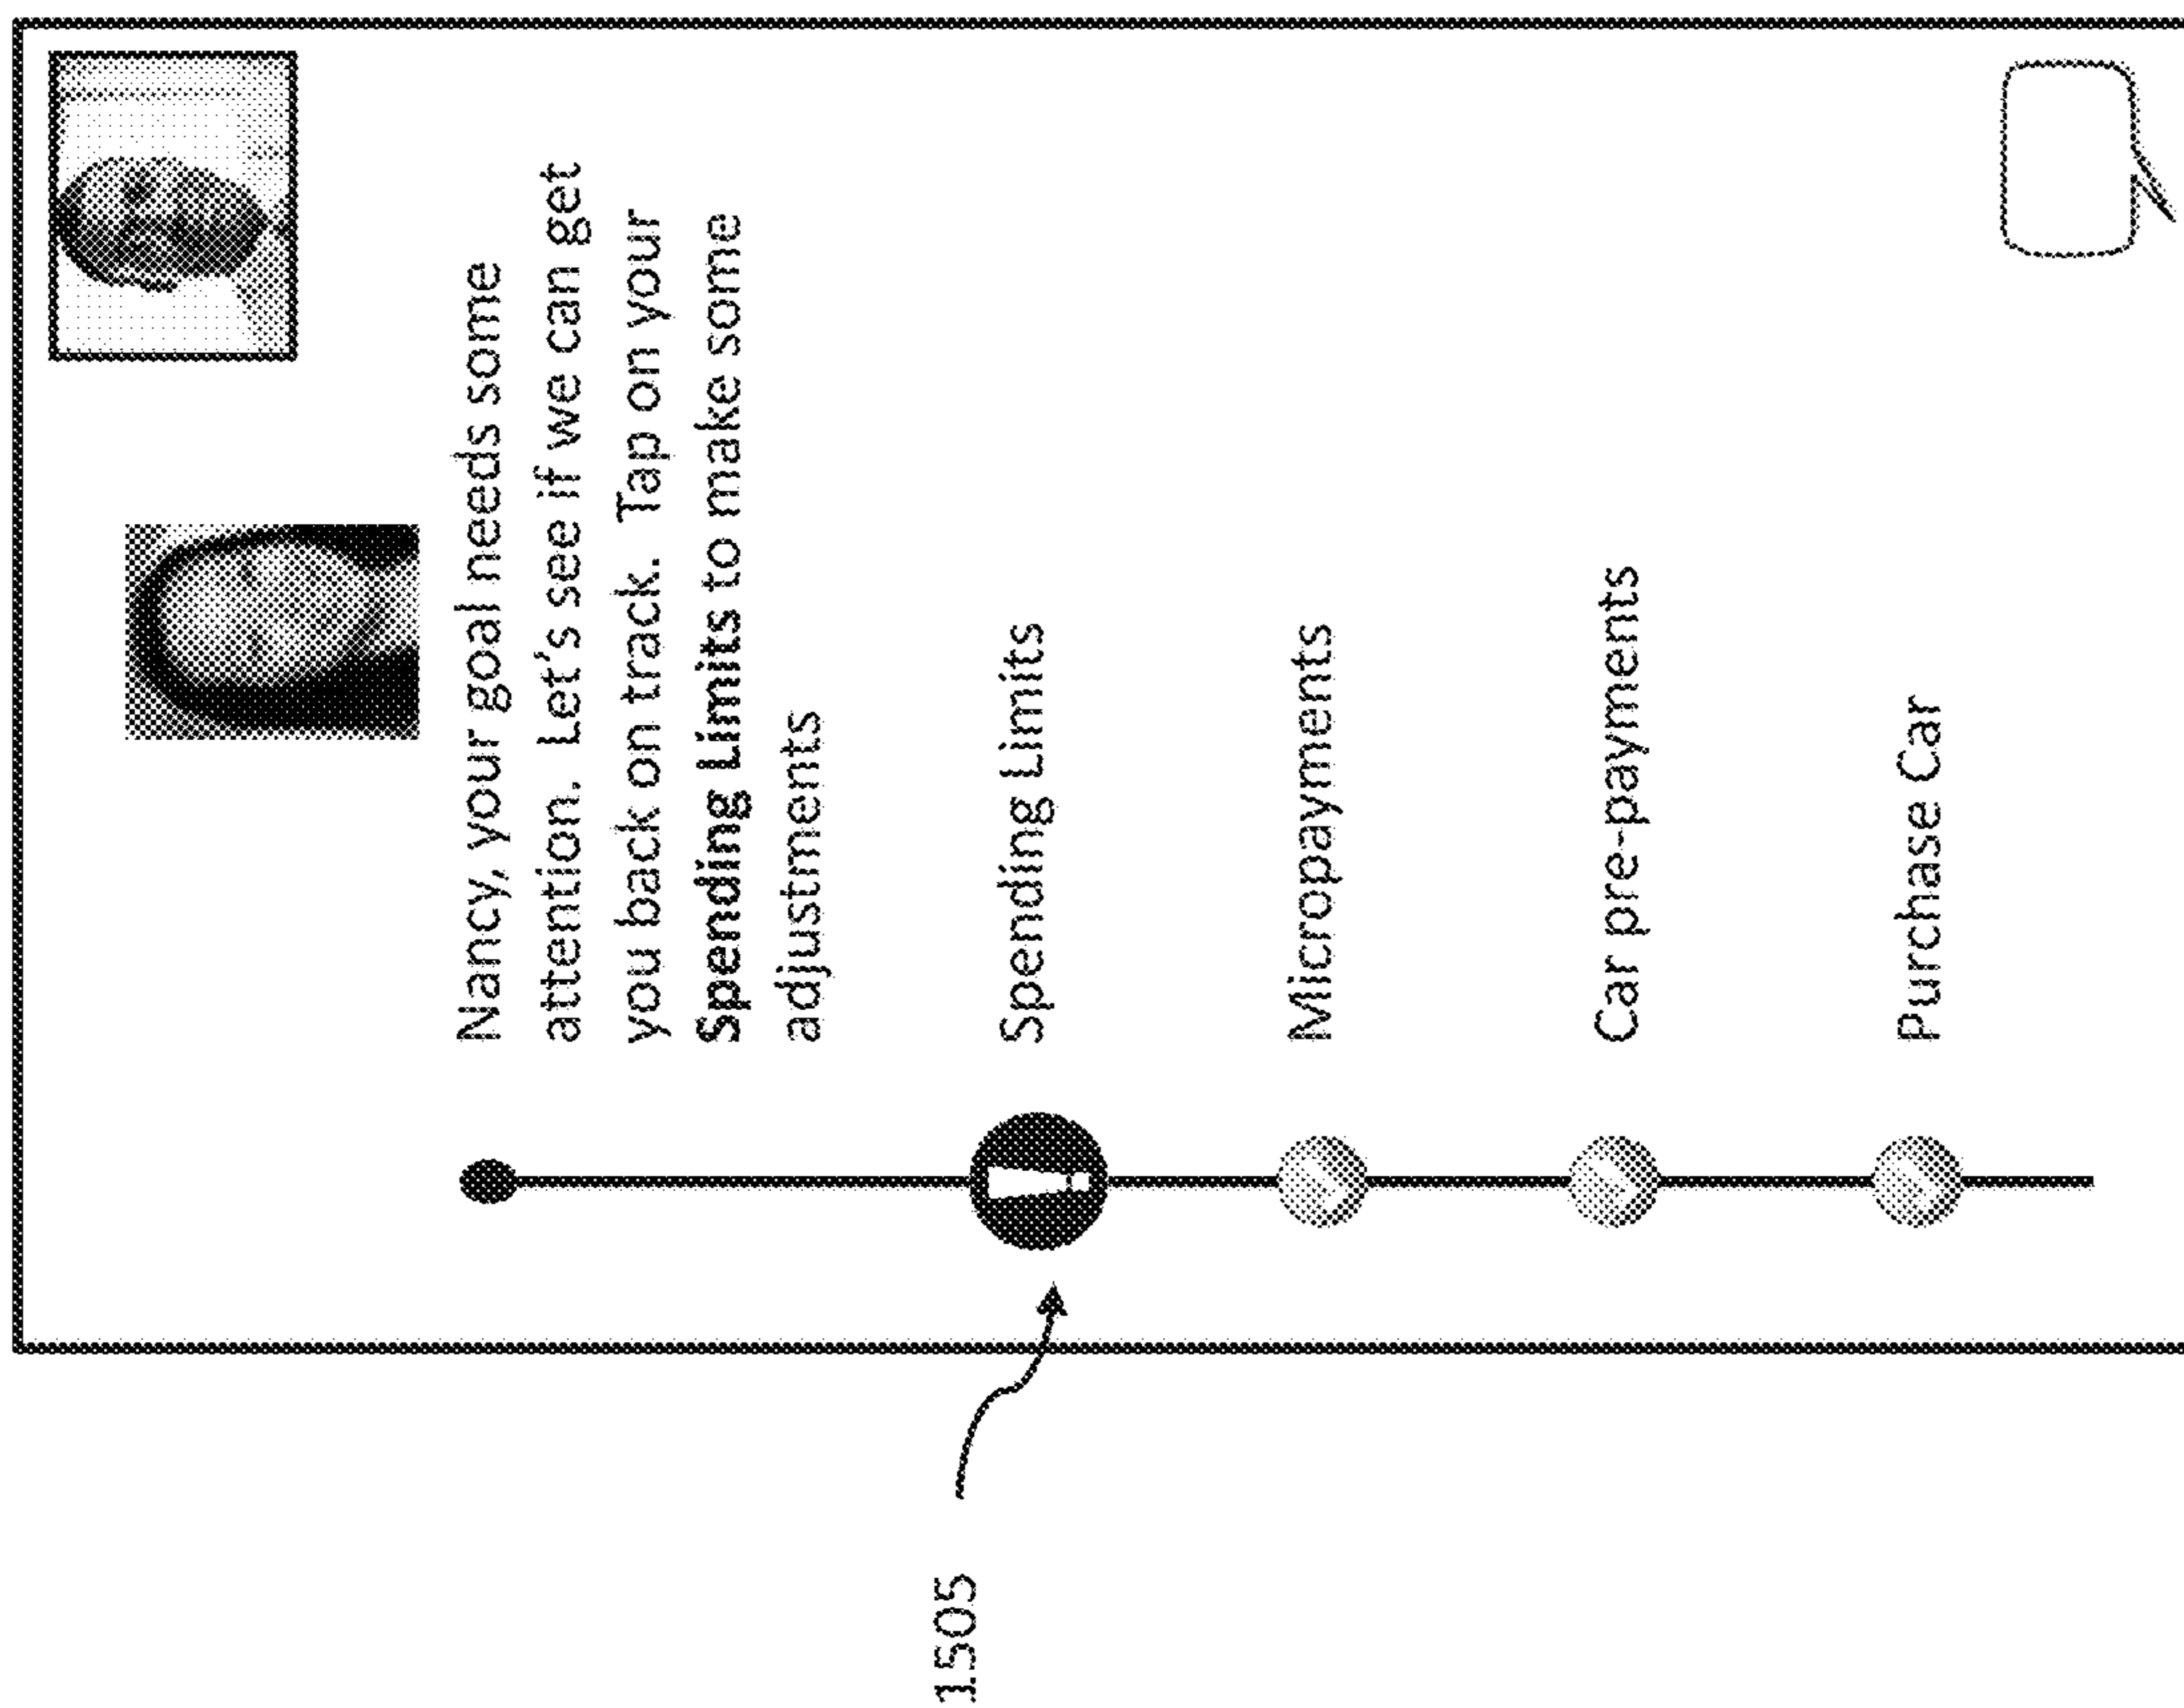 Nancy, your goal needs some
attention. Let's see if we can get
you back on track. Tap on your
Spending Limits to make some
adjustments
Spending Limits
Micropayments
Car pre-payments
Purchase Car
1505